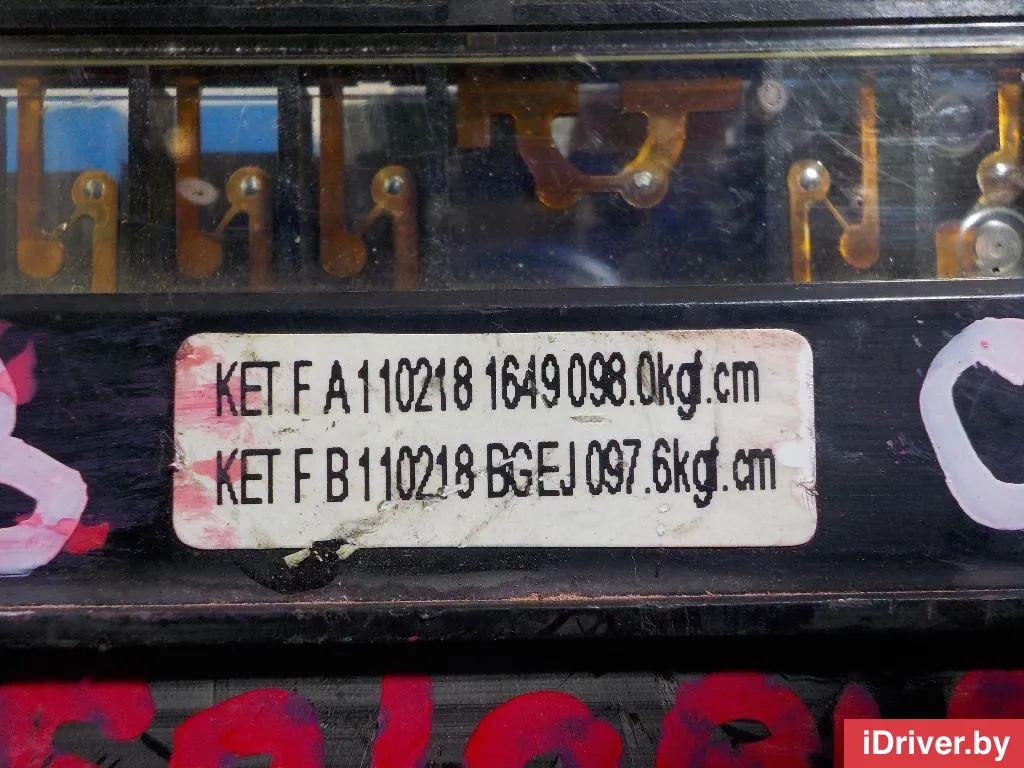 KET F A 110218 1649 098.0kgf.cm
KET F B 110218 BGEJ 097.6kgf.cm
iDriver.by